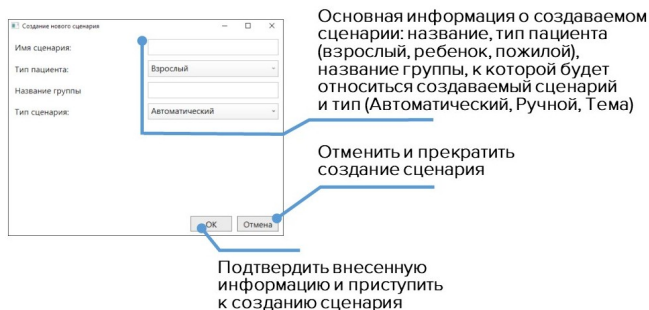 Создание нового сценария
Имя сценария:
Тип пациента:
Взрослый
Название группы
Тип сценария:
Автоматический
ОК
Отмена
Основная информация о создаваемом
сценарии: название, тип пациента
(взрослый, ребенок, пожилой),
название группы, к которой будет
относиться создаваемый сценарий
и тип (Автоматический, Ручной, Тема)
Отменить и прекратить
создание сценария
Подтвердить внесенную
информацию и приступить
к созданию сценария